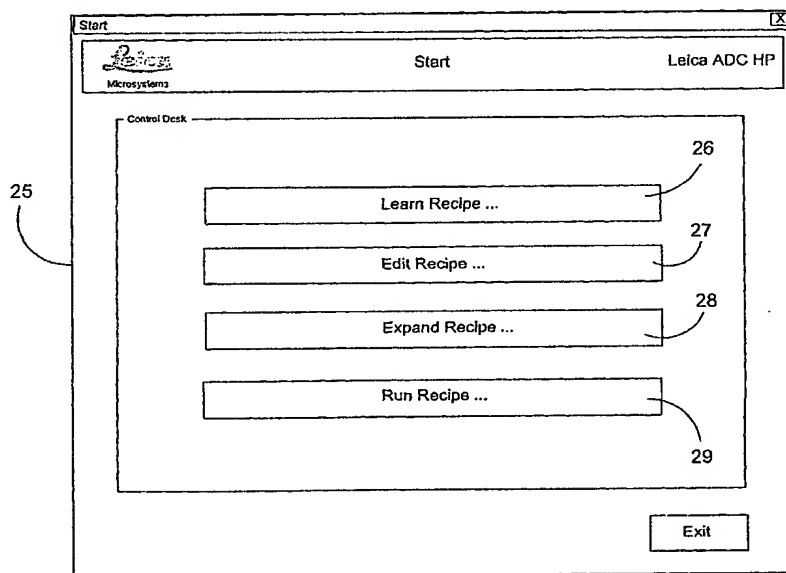 Start X
Leica
Microsystems
Start
Leica ADC HP
Control Desk
26
Learn Recipe ...
25
27
Edit Recipe ...
28
Expand Recipe ...
Run Recipe ...
29
Exit